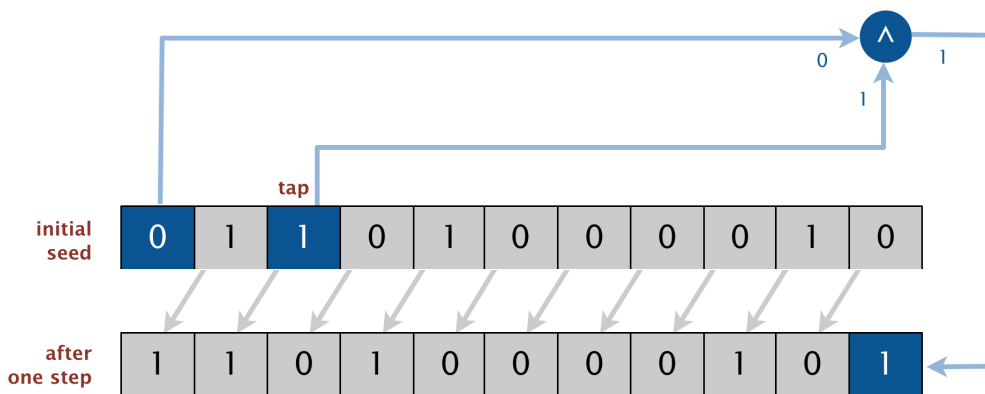 ^
0
1
1
tap
initial
seed
0 1 1 0 1 0 0 0 0 1 0
after
one step
1 1 0 1 0 0 0 0 1 0 1